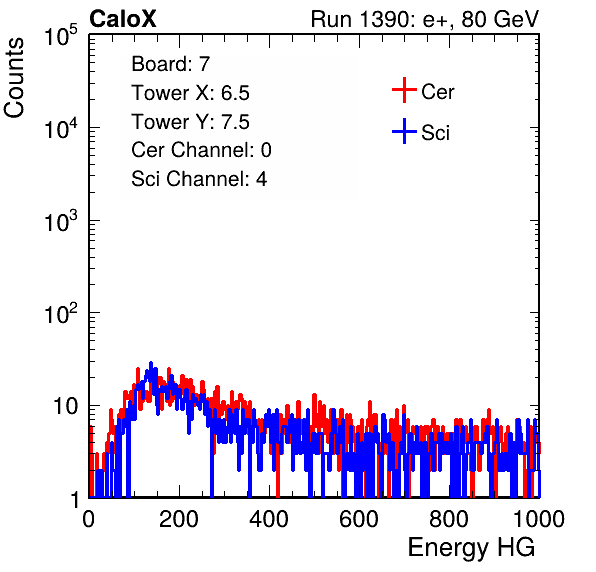 CaloX Run 1390: e+, 80 GeV
Counts
Board: 7
Tower X: 6.5
Tower Y: 7.5
Cer Channel: 0
Sci Channel: 4
Cer
Sci
10^5
10^4
10^3
10^2
10
1
0 200 400 600 800 1000
Energy HG